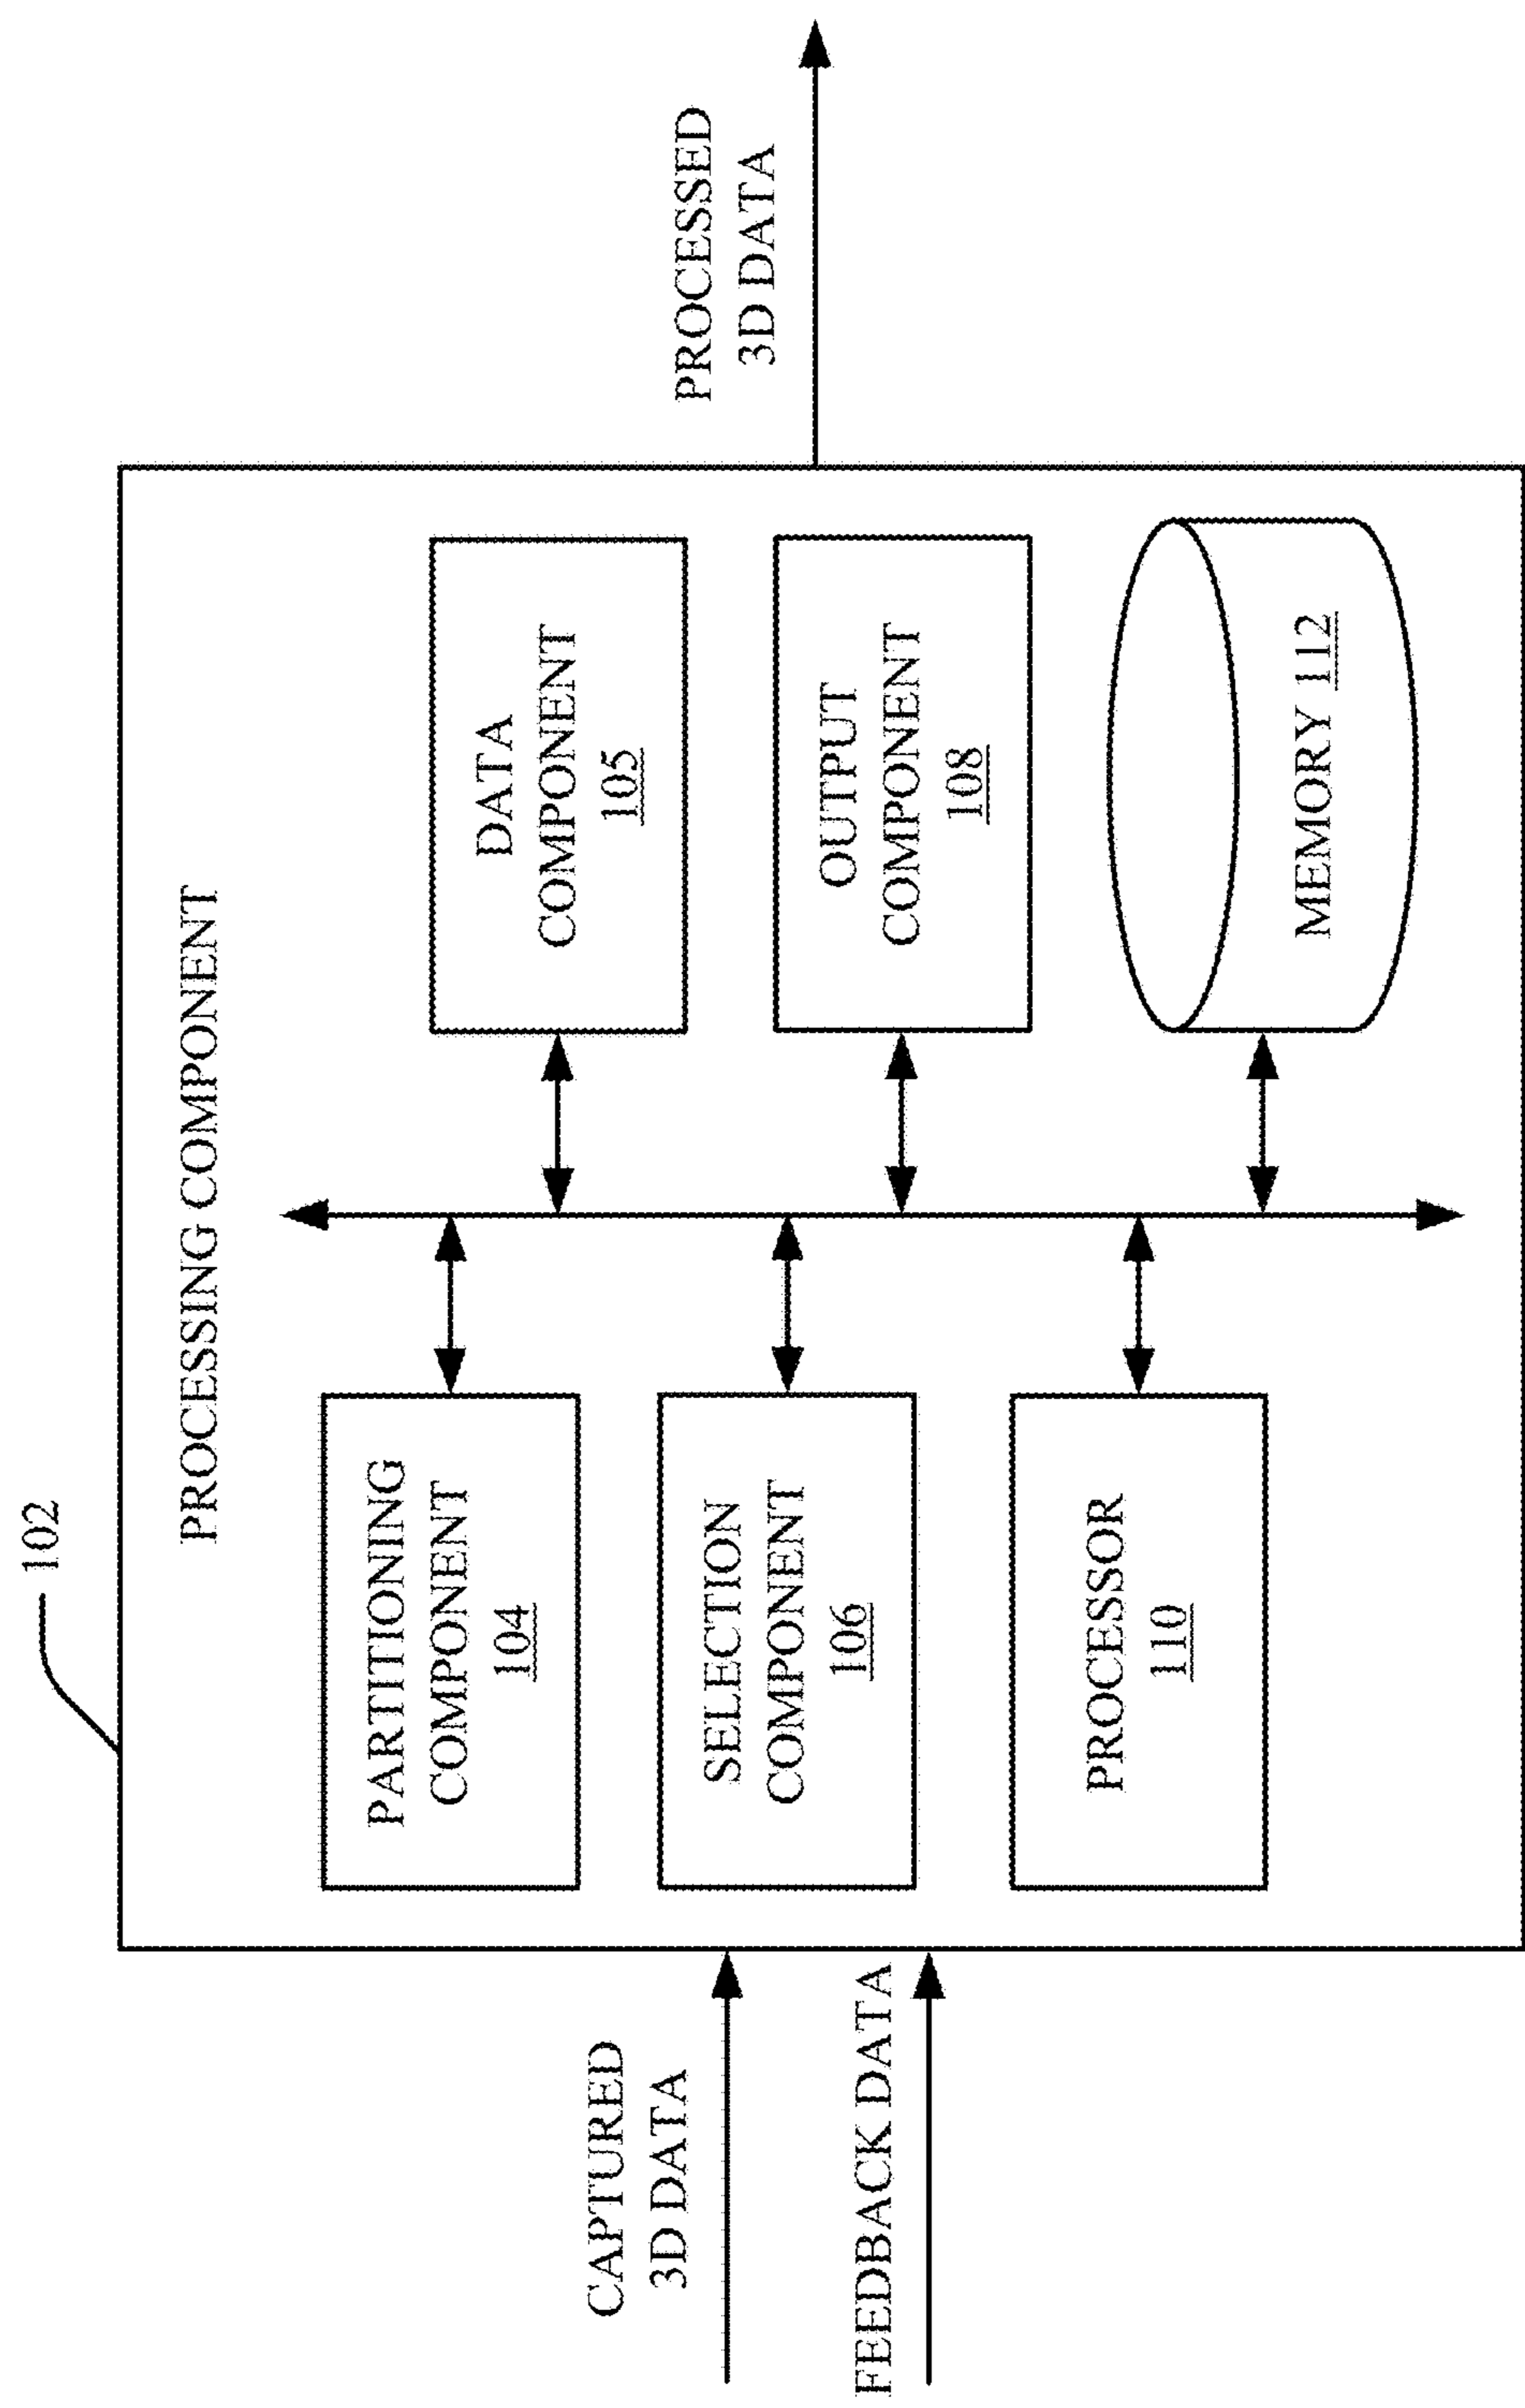 102
PROCESSING COMPONENT
CAPTURED
3D DATA
FEEDBACK DATA
PARTITIONING
COMPONENT
104
SELECTION
COMPONENT
106
PROCESSOR
110
DATA
COMPONENT
105
OUTPUT
COMPONENT
108
MEMORY 112
PROCESSED
3D DATA